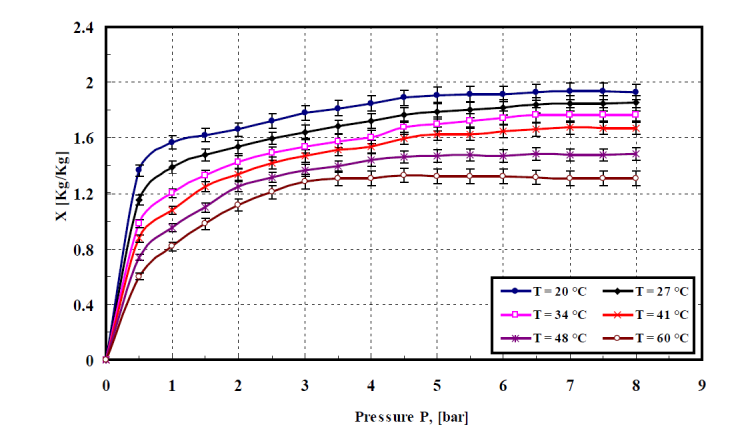 2.4
2
1.6
1.2
0.8
0.4
0
X [Kg/Kg]
T = 20 °C T = 27 °C
T = 34 °C T = 41 °C
T = 48 °C T = 60 °C
0 1 2 3 4 5 6 7 8 9
Pressure P, [bar]